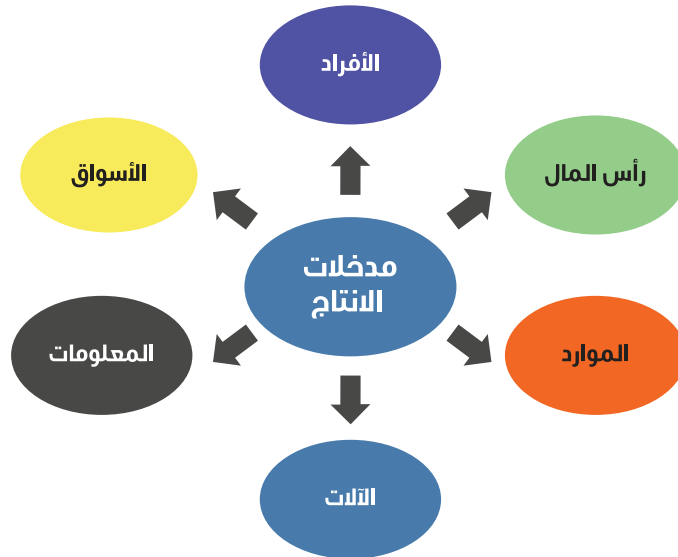 الأفراد
رأس المال
الأسواق
مدخلات
الانتاج
الموارد
المعلومات
الآلات